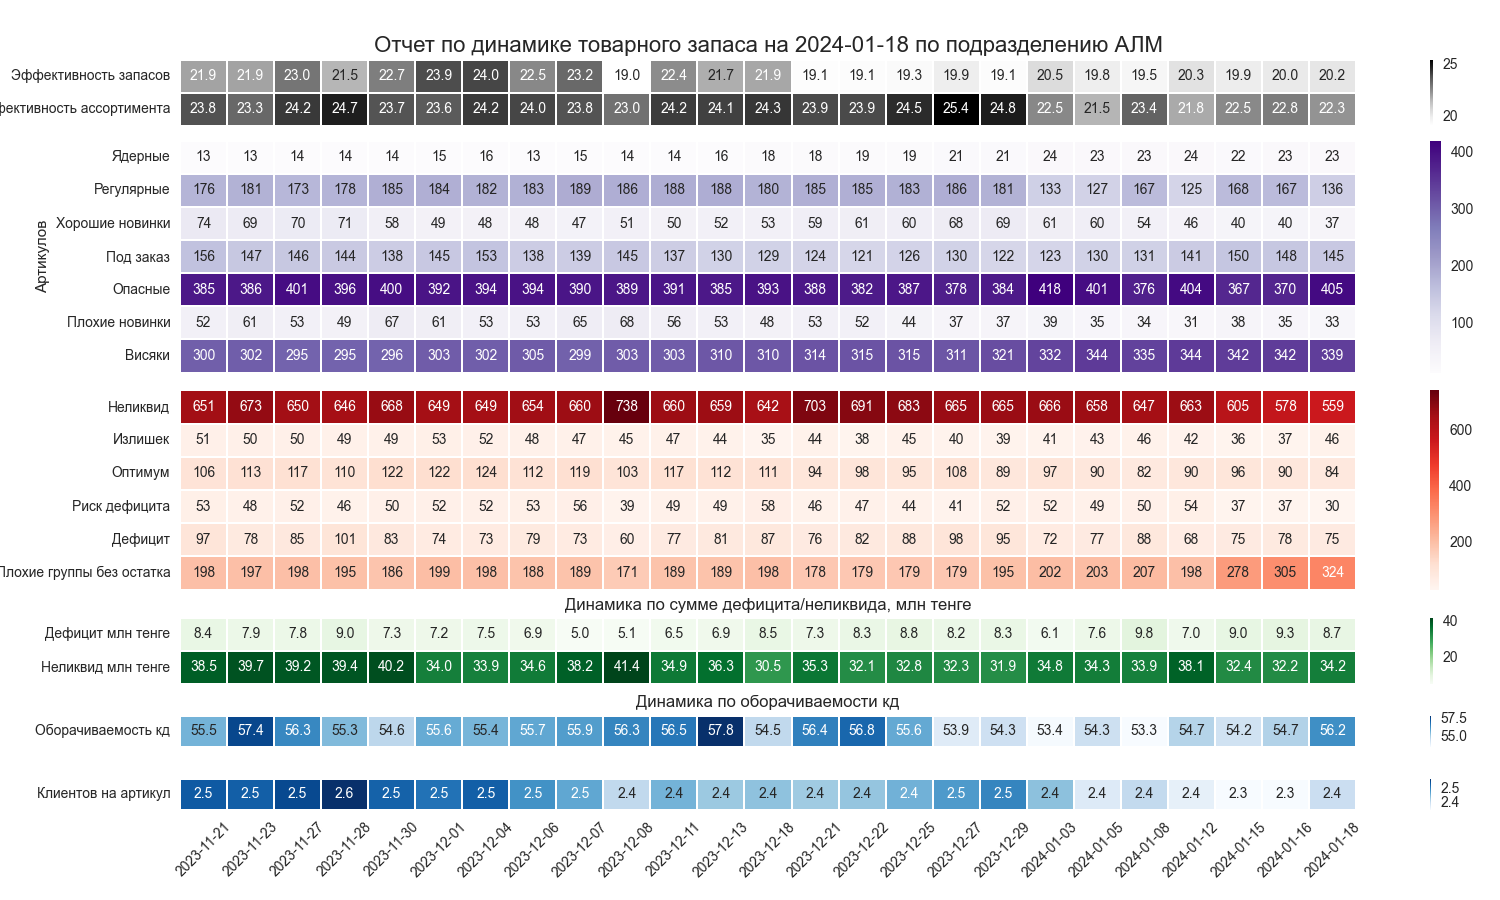 Отчет по динамике товарного запаса на 2024-01-18 по подразделению АЛМ
Эффективность запасов 21.9 21.9 23.0 21.5 22.7 23.9 24.0 22.5 23.2 19.0 22.4 21.7 21.9 19.1 19.1 19.3 19.9 19.1 20.5 19.8 19.5 20.3 19.9 20.0 20.2
фективность ассортимента 23.8 23.3 24.2 24.7 23.7 23.6 24.2 24.0 23.8 23.0 24.2 24.1 24.3 23.9 23.9 24.5 25.4 24.8 22.5 21.5 23.4 21.8 22.5 22.8 22.3
25
20
Артикулов
Ядерные 13 13 14 14 14 15 16 13 15 14 14 16 18 18 19 19 21 21 24 23 23 24 22 23 23
Регулярные 176 181 173 178 185 184 182 183 189 186 188 188 180 185 185 183 186 181 133 127 167 125 168 167 136
Хорошие новинки 74 69 70 71 58 49 48 48 47 51 50 52 53 59 61 60 68 69 61 60 54 46 40 40 37
Под заказ 156 147 146 144 138 145 153 138 139 145 137 130 129 124 121 126 130 122 123 130 131 141 150 148 145
Опасные 385 386 401 396 400 392 394 394 390 389 391 385 393 388 382 387 378 384 418 401 376 404 367 370 405
Плохие новинки 52 61 53 49 67 61 53 53 65 68 56 53 48 53 52 44 37 37 39 35 34 31 38 35 33
Висяки 300 302 295 295 296 303 302 305 299 303 303 310 310 314 315 315 311 321 332 344 335 344 342 342 339
400
300
200
100
Неликвид 651 673 650 646 668 649 649 654 660 738 660 659 642 703 691 683 665 665 666 658 647 663 605 578 559
Излишек 51 50 50 49 49 53 52 48 47 45 47 44 35 44 38 45 40 39 41 43 46 42 36 37 46
Оптимум 106 113 117 110 122 122 124 112 119 103 117 112 111 94 98 95 108 89 97 90 82 90 96 90 84
Риск дефицита 53 48 52 46 50 52 52 53 56 39 49 49 58 46 47 44 41 52 52 49 50 54 37 37 30
Дефицит 97 78 85 101 83 74 73 79 73 60 77 81 87 76 82 88 98 95 72 77 88 68 75 78 75
Плохие группы без остатка 198 197 198 195 186 199 198 188 189 171 189 189 198 178 179 179 179 195 202 203 207 198 278 305 324
600
400
200
Динамика по сумме дефицита/неликвида, млн тенге
Дефицит млн тенге 8.4 7.9 7.8 9.0 7.3 7.2 7.5 6.9 5.0 5.1 6.5 6.9 8.5 7.3 8.3 8.8 8.2 8.3 6.1 7.6 9.8 7.0 9.0 9.3 8.7
Неликвид млн тенге 38.5 39.7 39.2 39.4 40.2 34.0 33.9 34.6 38.2 41.4 34.9 36.3 30.5 35.3 32.1 32.8 32.3 31.9 34.8 34.3 33.9 38.1 32.4 32.2 34.2
40
20
Динамика по оборачиваемости кд
Оборачиваемость кд 55.5 57.4 56.3 55.3 54.6 55.6 55.4 55.7 55.9 56.3 56.5 57.8 54.5 56.4 56.8 55.6 53.9 54.3 53.4 54.3 53.3 54.7 54.2 54.7 56.2
57.5
55.0
Клиентов на артикул 2.5 2.5 2.5 2.6 2.5 2.5 2.5 2.5 2.5 2.4 2.4 2.4 2.4 2.4 2.4 2.4 2.5 2.5 2.4 2.4 2.4 2.4 2.3 2.3 2.4
2.5
2.4
2023-11-21 2023-11-23 2023-11-27 2023-11-28 2023-11-30 2023-12-01 2023-12-04 2023-12-06 2023-12-07 2023-12-08 2023-12-11 2023-12-13 2023-12-18 2023-12-21 2023-12-22 2023-12-25 2023-12-27 2023-12-29 2024-01-03 2024-01-05 2024-01-08 2024-01-12 2024-01-15 2024-01-16 2024-01-18